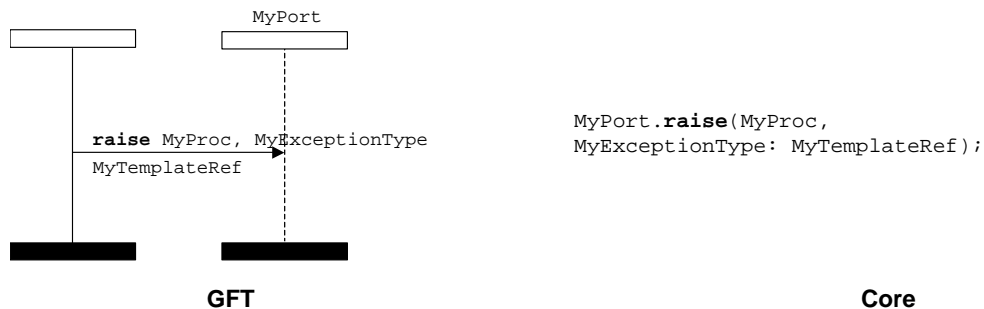 MyPort
raise MyProc, MyExceptionType
MyTemplateRef
MyPort.raise(MyProc,
MyExceptionType: MyTemplateRef);
GFT
Core